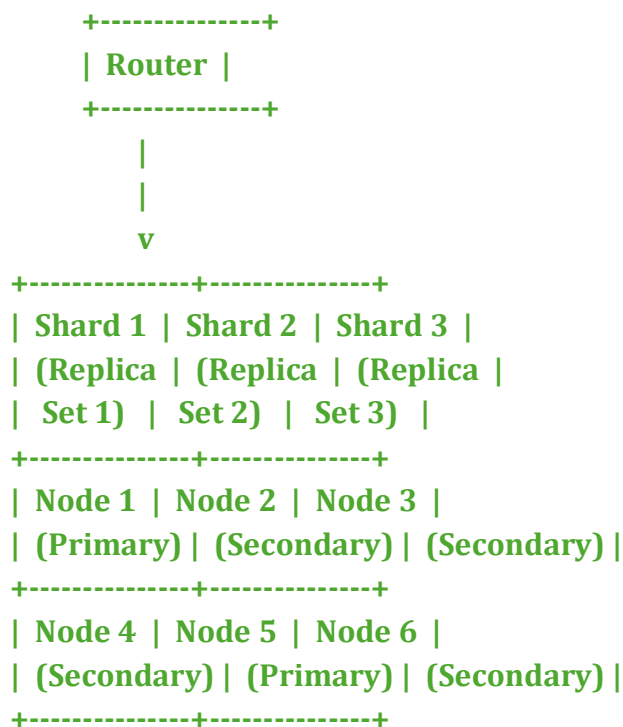 +---------------+
| Router |
+---------------+
|
|
v
+---------------+---------------+
| Shard 1 | Shard 2 | Shard 3 |
| (Replica | (Replica | (Replica |
| Set 1) | Set 2) | Set 3) |
+---------------+---------------+
| Node 1 | Node 2 | Node 3 |
| (Primary) | (Secondary) | (Secondary) |
+---------------+---------------+
| Node 4 | Node 5 | Node 6 |
| (Secondary) | (Primary) | (Secondary) |
+---------------+---------------+